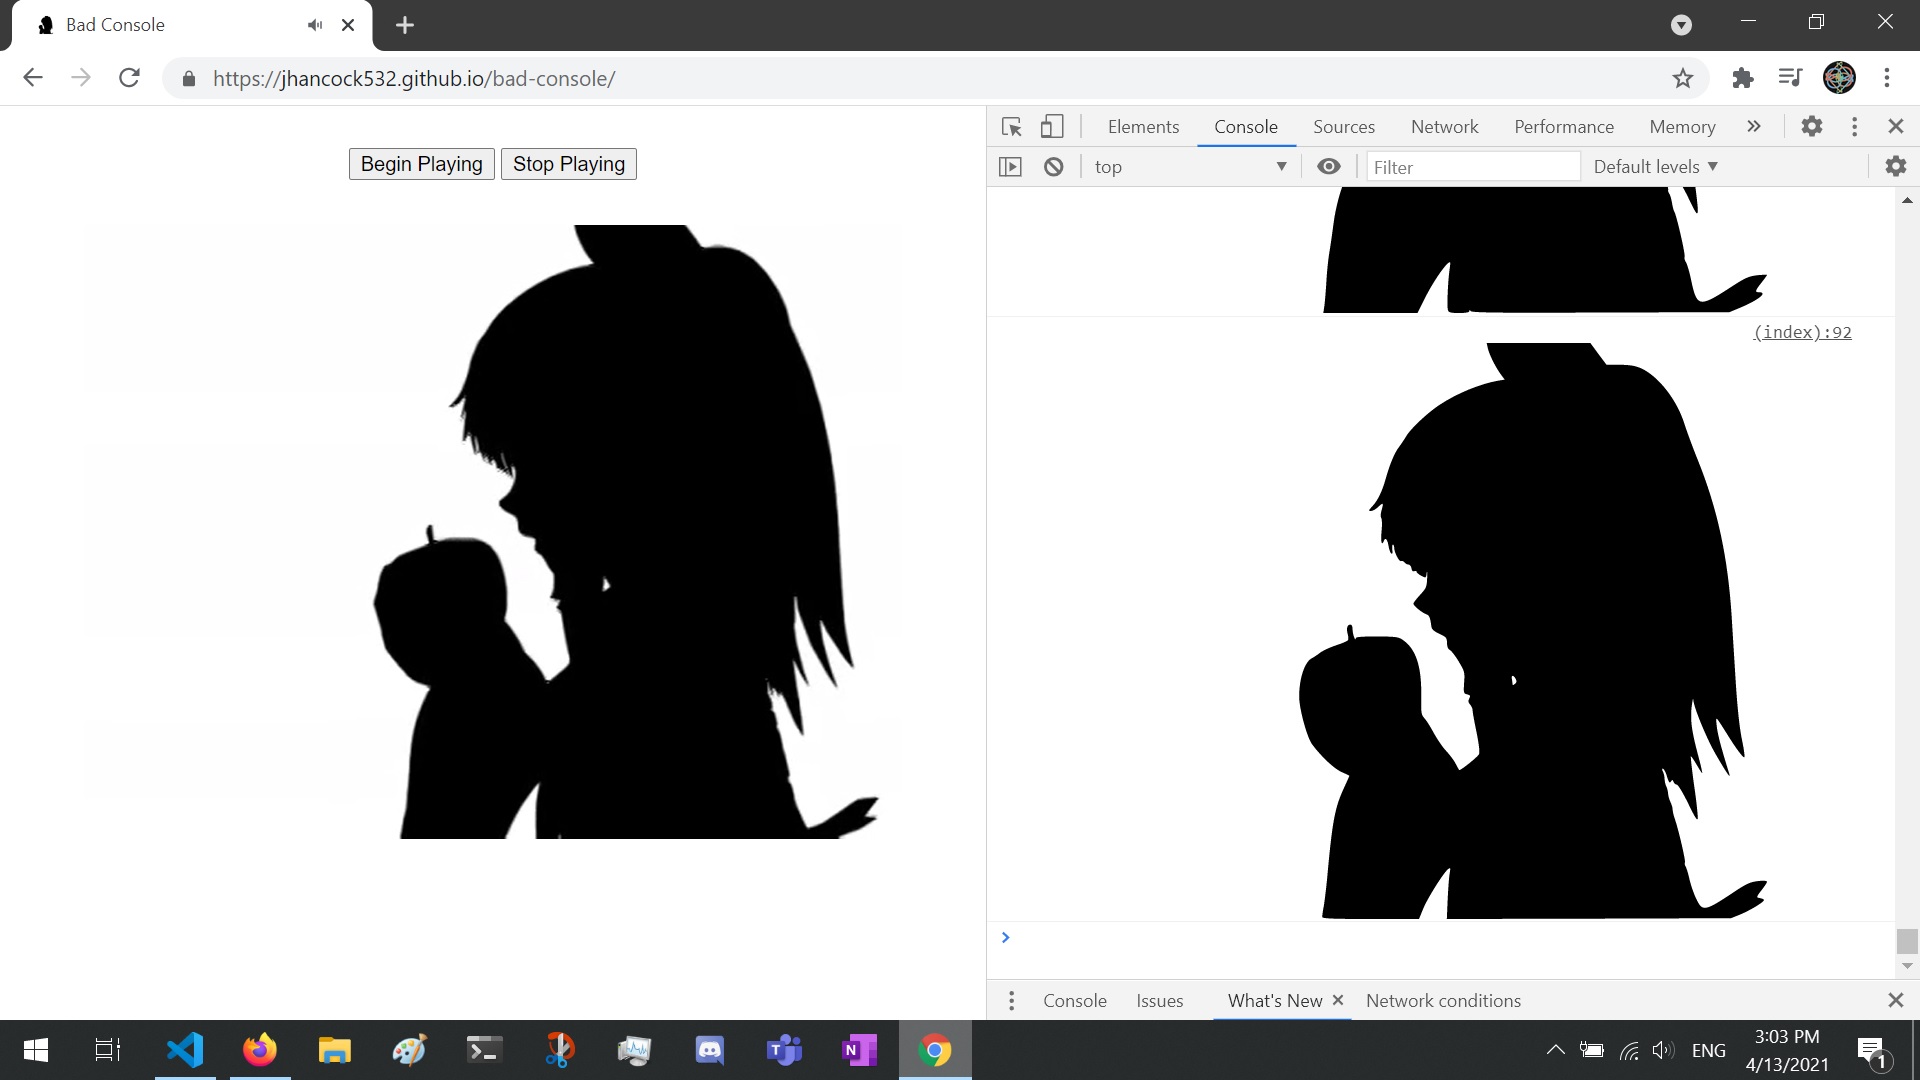 Bad Console
https://jhancock532.github.io/bad-console/
Begin Playing Stop Playing
Elements Console Sources Network Performance Memory
top Filter Default levels
(index):92
Console Issues What's New Network conditions
N
ENG
3:03 PM
4/13/2021
1